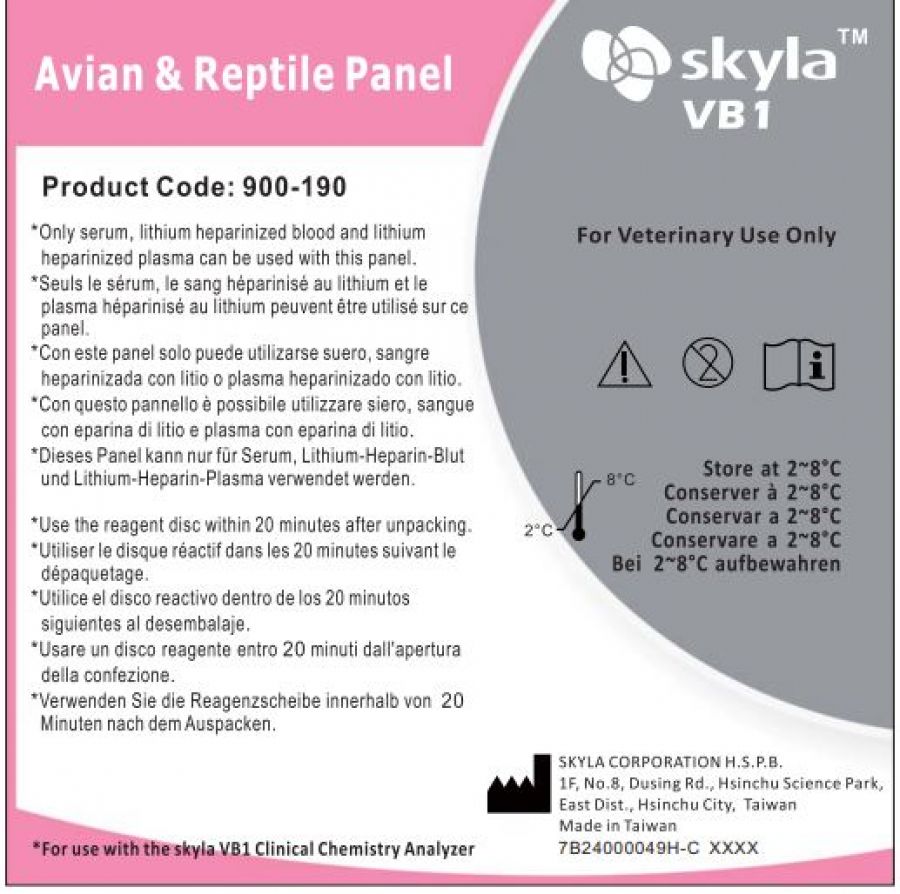 Avian & Reptile Panel
skyla™
VB1
Product Code: 900-190
*Only serum, lithium heparinized blood and lithium
heparinized plasma can be used with this panel.
*Seuls le sérum, le sang héparinisé au lithium et le
plasma héparinisé au lithium peuvent être utilisé sur ce
panel.
*Con este panel solo puede utilizarse suero, sangre
heparinizada con litio o plasma heparinizado con litio.
*Con questo pannello è possibile utilizzare siero, sangue
con eparina di litio e plasma con eparina di litio.
*Dieses Panel kann nur für Serum, Lithium-Heparin-Blut
und Lithium-Heparin-Plasma verwendet werden.
*Use the reagent disc within 20 minutes after unpacking.
*Utiliser le disque réactif dans les 20 minutes suivant le
dépaquetage.
*Utilice el disco reactivo dentro de los 20 minutos
siguientes al desembalaje.
*Usare un disco reagente entro 20 minuti dall'apertura
della confezione.
*Verwenden Sie die Reagenzscheibe innerhalb von 20
Minuten nach dem Auspacken.
For Veterinary Use Only
2
8°C
2°C
Store at 2~8°C
Conserver à 2~8°C
Conservar a 2~8°C
Conservare a 2~8°C
Bei 2~8°C aufbewahren
SKYLA CORPORATION H.S.P.B.
1F, No.8, Dusing Rd., Hsinchu Science Park,
East Dist., Hsinchu City, Taiwan
Made in Taiwan
7B24000049H-C XXXX
*For use with the skyla VB1 Clinical Chemistry Analyzer